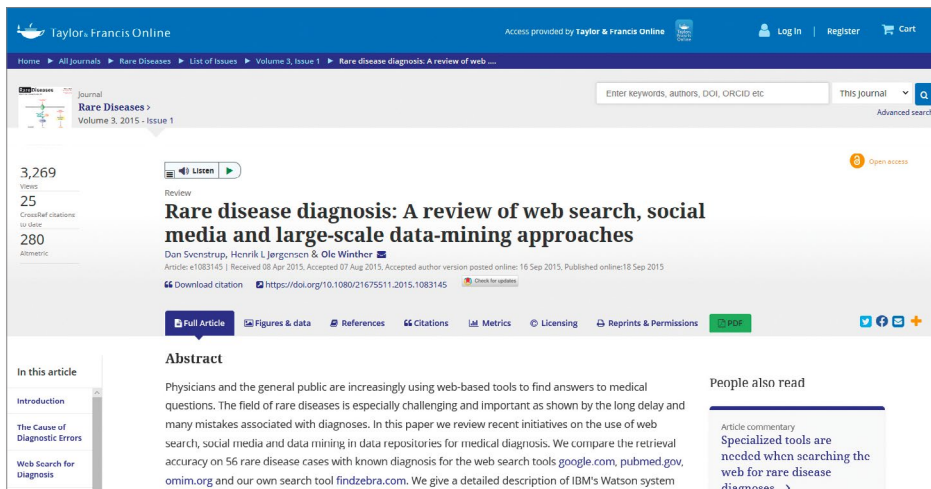 Taylor & Francis Online
Access provided by Taylor & Francis Online
Log In | Register Cart
Home All Journals Rare Diseases List of Issues Volume 3, Issue 1 Rare disease diagnosis: A review of web ....
Journal
Rare Diseases >
Volume 3, 2015 - Issue 1
Enter keywords, authors, DOI, ORCID etc
This journal
Advanced search
3,269
Views
25
CrossRef citations
to date
280
Altmetric
Listen
Open access
Review
Rare disease diagnosis: A review of web search, social
media and large-scale data-mining approaches
Dan Svenstrup, Henrik L Jørgensen & Ole Winther
Article: e1083145 | Received 08 Apr 2015, Accepted 07 Aug 2015, Accepted author version posted online: 16 Sep 2015, Published online:18 Sep 2015
Download citation https://doi.org/10.1080/21675511.2015.1083145 Check for updates
Full Article Figures & data References Citations Metrics Licensing Reprints & Permissions PDF
In this article
Introduction
The Cause of
Diagnostic Errors
Web Search for
Diagnosis
Abstract
Physicians and the general public are increasingly using web-based tools to find answers to medical
questions. The field of rare diseases is especially challenging and important as shown by the long delay and
many mistakes associated with diagnoses. In this paper we review recent initiatives on the use of web
search, social media and data mining in data repositories for medical diagnosis. We compare the retrieval
accuracy on 56 rare disease cases with known diagnosis for the web search tools google.com, pubmed.gov,
omim.org and our own search tool findzebra.com. We give a detailed description of IBM's Watson system
People also read
Article commentary
Specialized tools are
needed when searching the
web for rare disease
diagnoses >